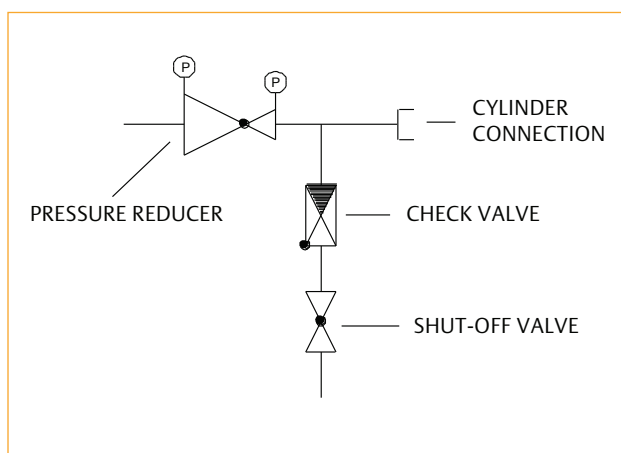 P
P
CYLINDER
CONNECTION
PRESSURE REDUCER
CHECK VALVE
SHUT-OFF VALVE